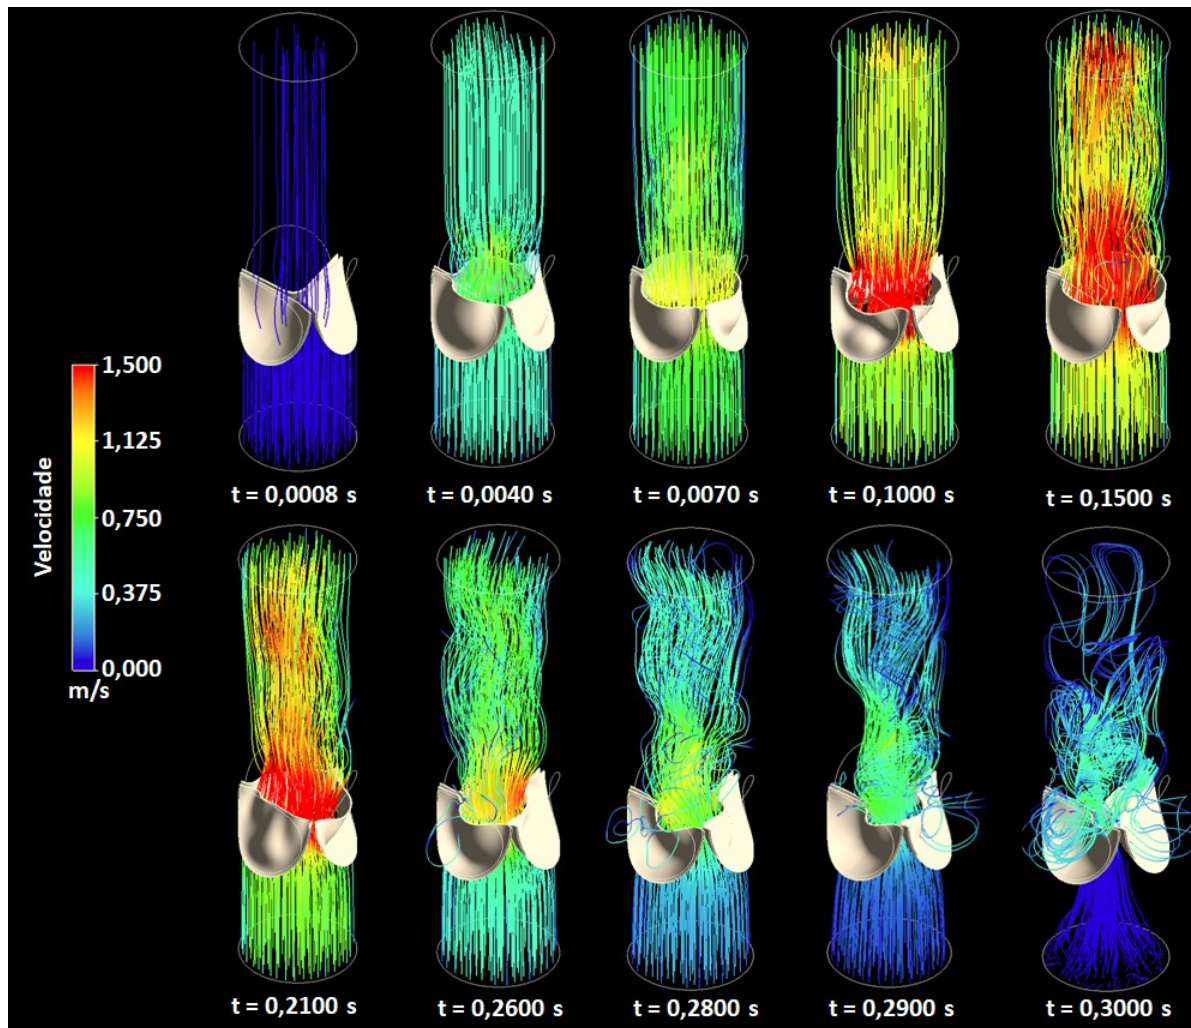 t = 0,0008 s
t = 0,0040 s
t = 0,0070 s
t = 0,1000 s
t = 0,1500 s
Velocidade
1,500
1,125
0,750
0,375
0,000
m/s
t = 0,2100 s
t = 0,2600 s
t = 0,2800 s
t = 0,2900 s
t = 0,3000 s